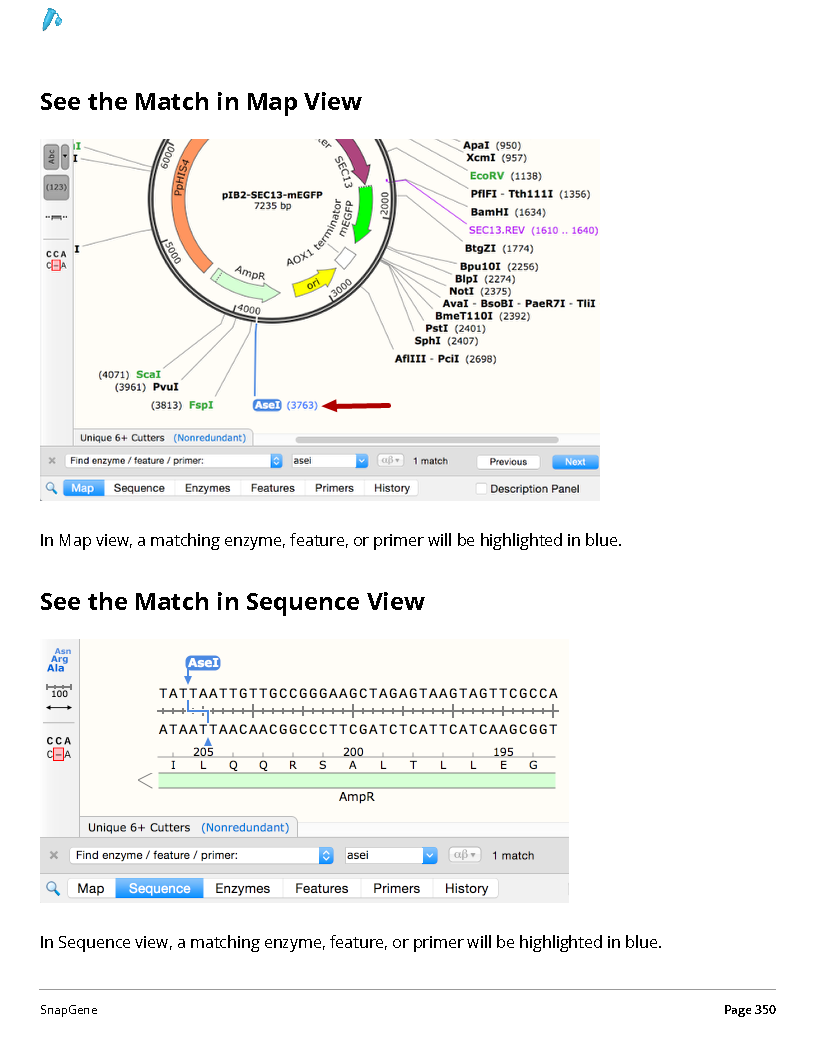 See the Match in Map View
Abc
(123)
CCA
C–A
I
I
I
6000
5000
4000
3000
2000
PpHIS4
SEC13
mEGFP
AOX1 terminator
AmpR
ori
pIB2-SEC13-mEGFP
7235 bp
ApaI (950)
XcmI (957)
EcoRV (1138)
PflFI - Tth111I (1356)
BamHI (1634)
SEC13.REV (1610 .. 1640)
BtgZI (1774)
Bpu10I (2256)
BlpI (2274)
NotI (2375)
AvaI - BsoBI - PaeR7I - TliI
BmeT110I (2392)
PstI (2401)
SphI (2407)
AflIII - PciI (2698)
(4071) ScaI
(3961) PvuI
(3813) FspI
AseI (3763)
Unique 6+ Cutters (Nonredundant)
Find enzyme / feature / primer: asei αβ 1 match Previous Next
Map Sequence Enzymes Features Primers History Description Panel
In Map view, a matching enzyme, feature, or primer will be highlighted in blue.
See the Match in Sequence View
Asn
Arg
Ala
100
CCA
C–A
AseI
TATTAATTGTTGCCGGGAAGCTAGAGTAAGTAGTTCGCCA
ATAATTAACAACGGCCCTTCGATCTCATTCATCAAGCGGT
205 200 195
I L Q Q R S A L T L L E G
AmpR
Unique 6+ Cutters (Nonredundant)
Find enzyme / feature / primer: asei αβ 1 match
Map Sequence Enzymes Features Primers History
In Sequence view, a matching enzyme, feature, or primer will be highlighted in blue.
SnapGene Page 350